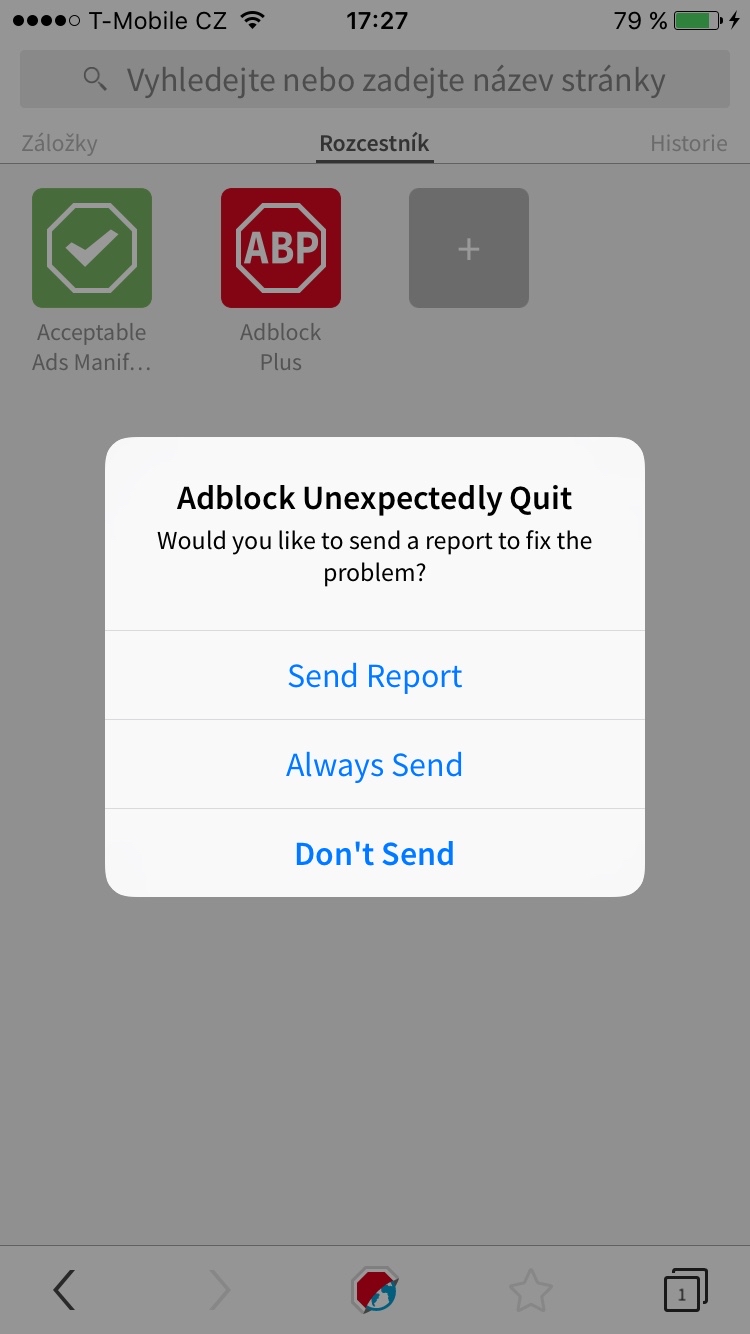 T-Mobile CZ 17:27 79 %
Vyhledejte nebo zadejte název stránky
Záložky Rozcestník Historie
ABP +
Acceptable Adblock
Ads Manif… Plus
Adblock Unexpectedly Quit
Would you like to send a report to fix the
problem?
Send Report
Always Send
Don't Send
1